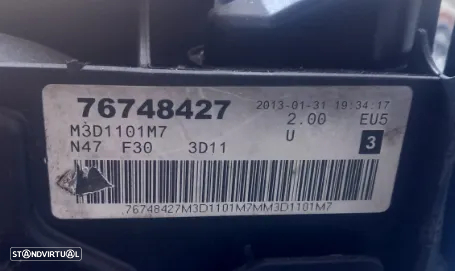 76748427 2013-01-31 19:34:17
M3D1101M7 2.00 EU5
N47 F30 3D11 U 3
76748427M3D1101M7MM3D1101M7
STANDVIRTUAL